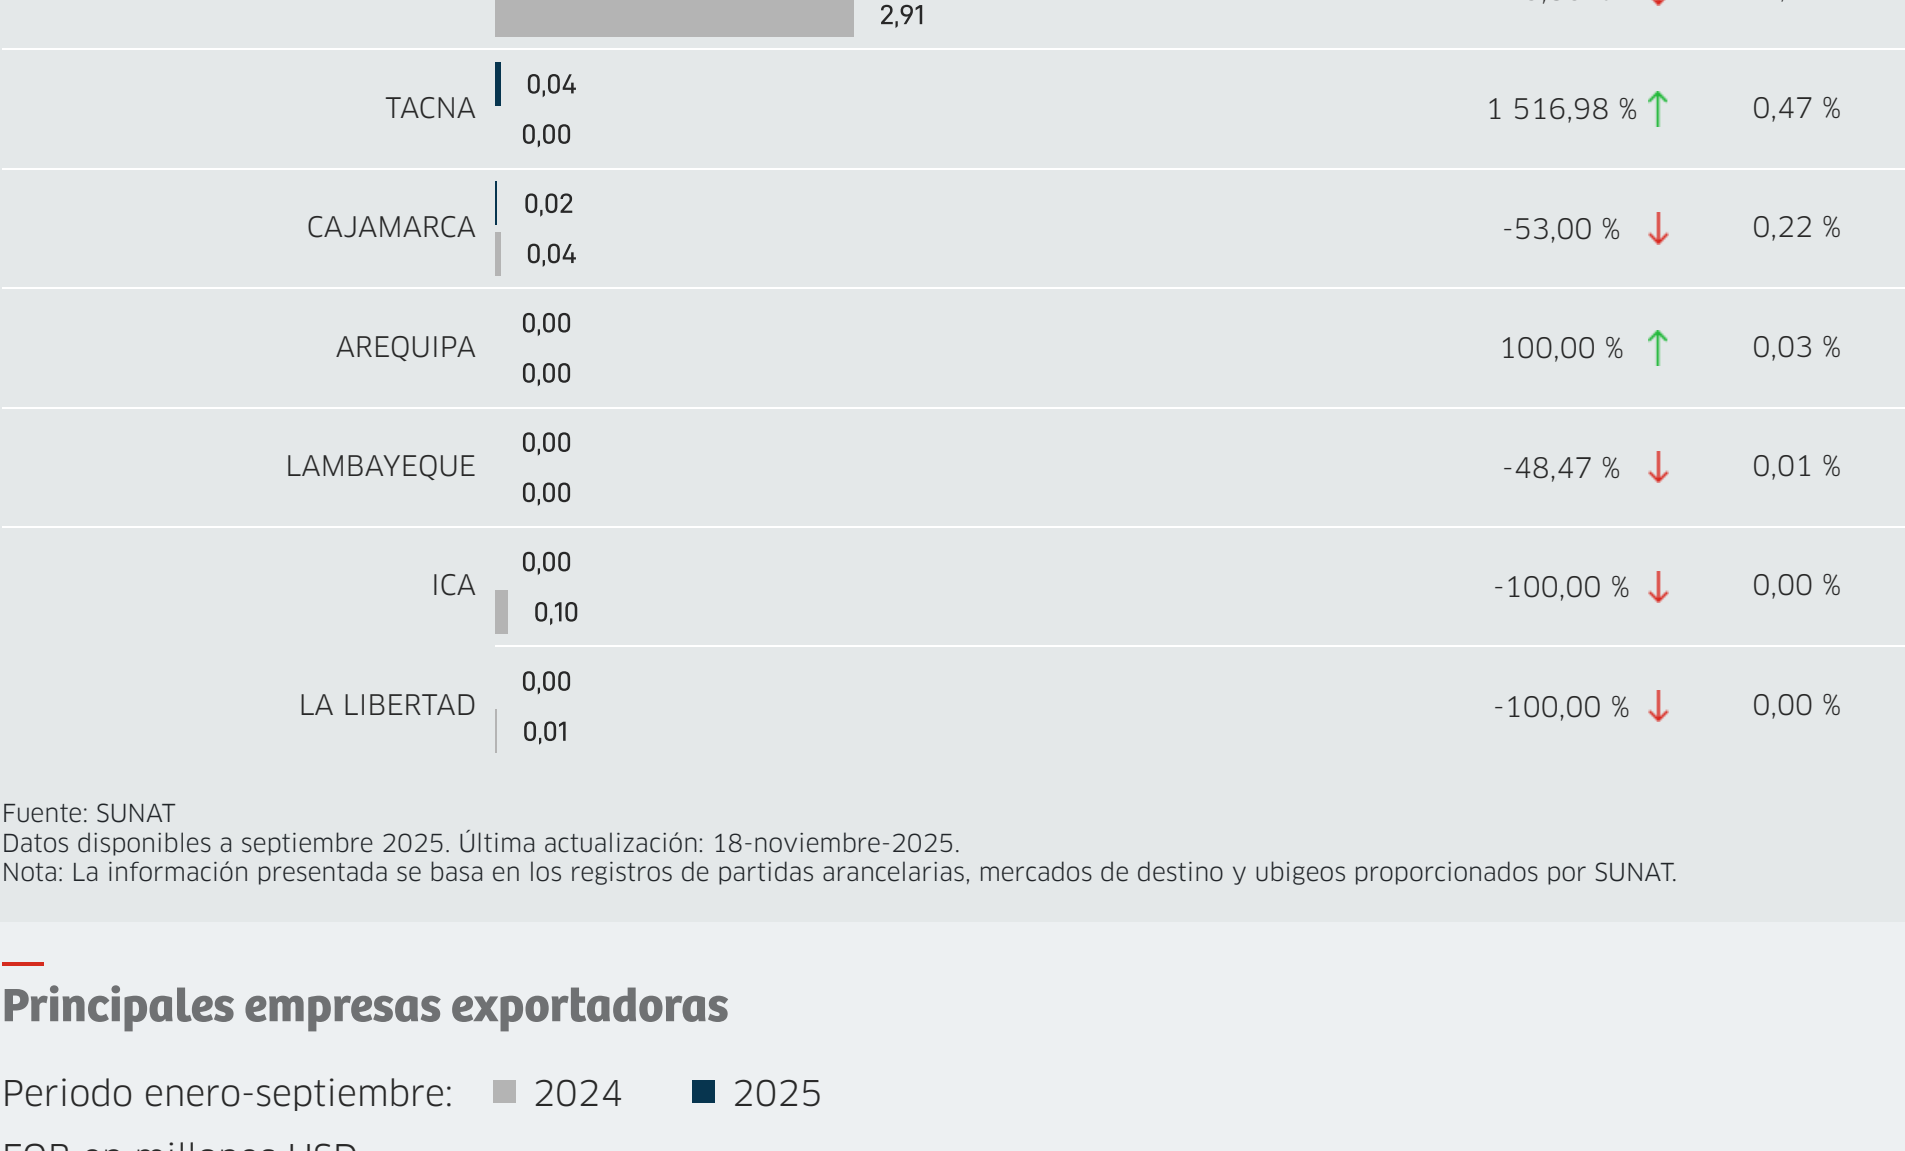 2,91
0,04
TACNA 1 516,98 % ↑ 0,47 %
0,00
0,02
CAJAMARCA -53,00 % ↓ 0,22 %
0,04
0,00
AREQUIPA 100,00 % ↑ 0,03 %
0,00
0,00
LAMBAYEQUE -48,47 % ↓ 0,01 %
0,00
0,00
ICA -100,00 % ↓ 0,00 %
0,10
0,00
LA LIBERTAD -100,00 % ↓ 0,00 %
0,01
Fuente: SUNAT
Datos disponibles a septiembre 2025. Última actualización: 18-noviembre-2025.
Nota: La información presentada se basa en los registros de partidas arancelarias, mercados de destino y ubigeos proporcionados por SUNAT.
Principales empresas exportadoras
Periodo enero-septiembre: 2024 2025
FOB en millones USD